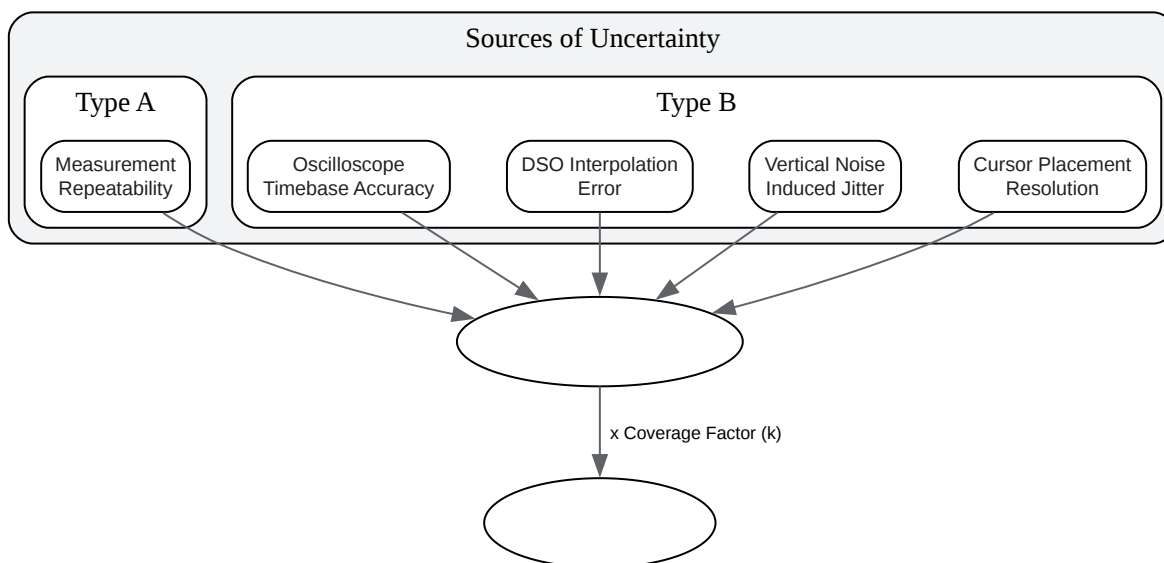 Sources of Uncertainty
Type A
Type B
Measurement
Repeatability
Oscilloscope
Timebase Accuracy
DSO Interpolation
Error
Vertical Noise
Induced Jitter
Cursor Placement
Resolution
x Coverage Factor (k)